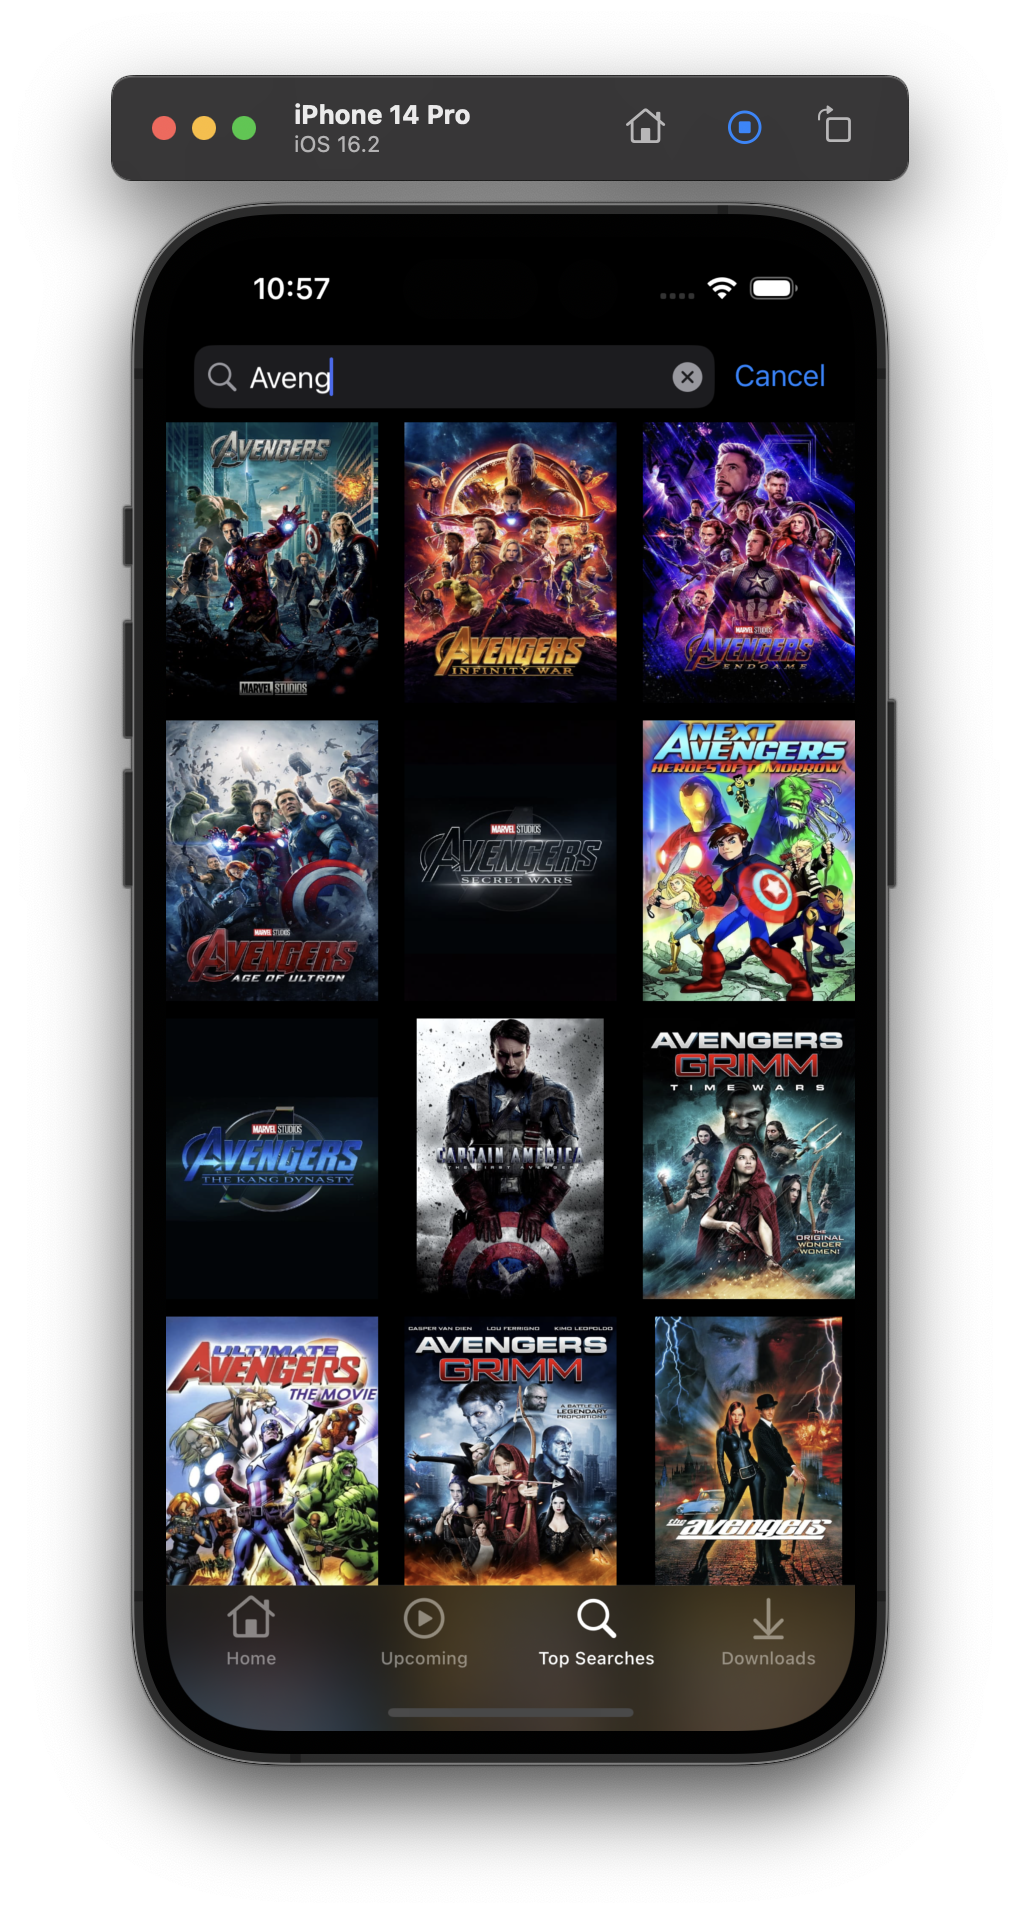 iPhone 14 Pro
iOS 16.2
10:57
Aveng
Cancel
AVENGERS
MARVEL STUDIOS
AVENGERS
INFINITY WAR
MARVEL STUDIOS
AVENGERS
ENDGAME
MARVEL STUDIOS
AVENGERS
AGE OF ULTRON
MARVEL STUDIOS
AVENGERS
SECRET WARS
NEXT
AVENGERS
HEROES OF TOMORROW
MARVEL STUDIOS
AVENGERS
THE KANG DYNASTY
CAPTAIN AMERICA
THE FIRST AVENGER
AVENGERS
GRIMM
TIME WARS
THE
ORIGINAL
WONDER
WOMEN!
ULTIMATE
AVENGERS
THE MOVIE
CASPER VAN DIEN LOU FERRIGNO KIMO LEOPOLDO
AVENGERS
GRIMM
A BATTLE OF
LEGENDARY
PROPORTIONS
the avengers
Home
Upcoming
Top Searches
Downloads